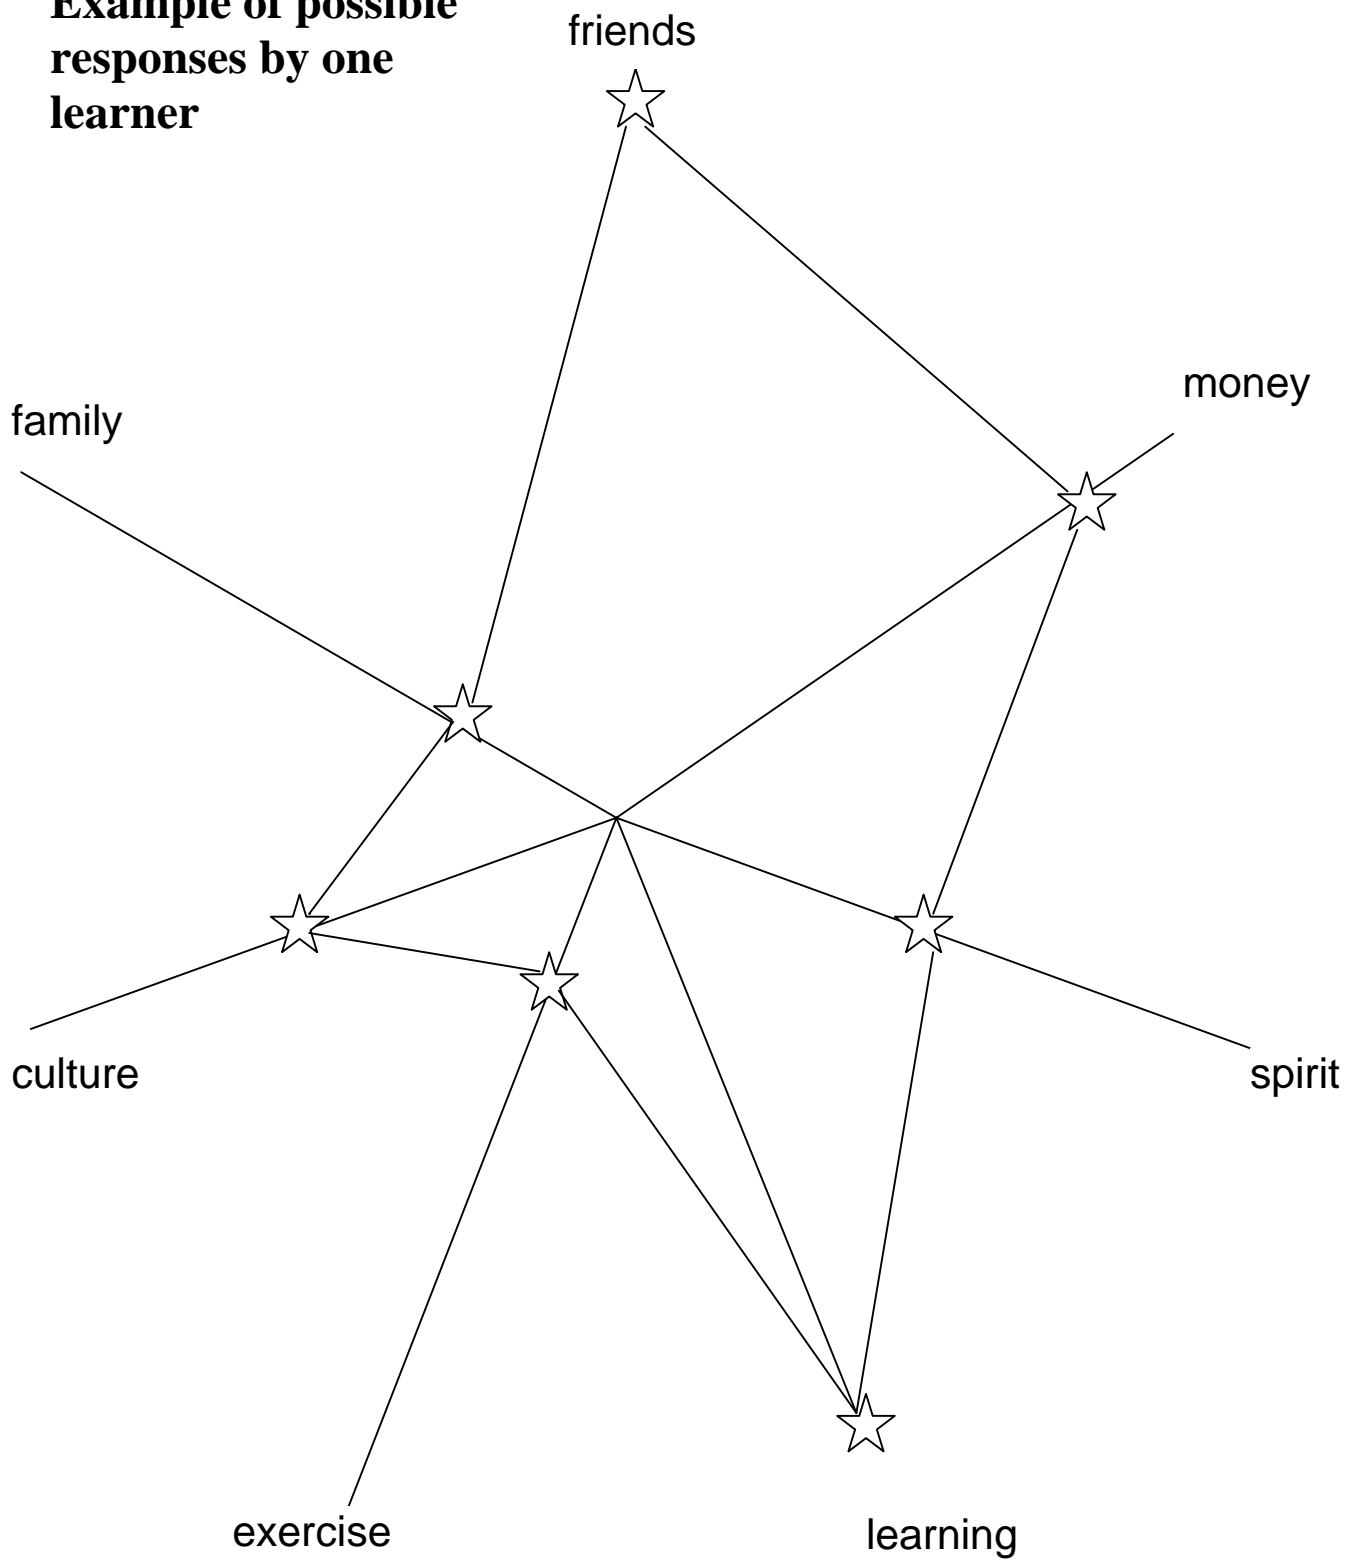 Example of possible
responses by one
learner
friends
money
family
culture
spirit
exercise
learning